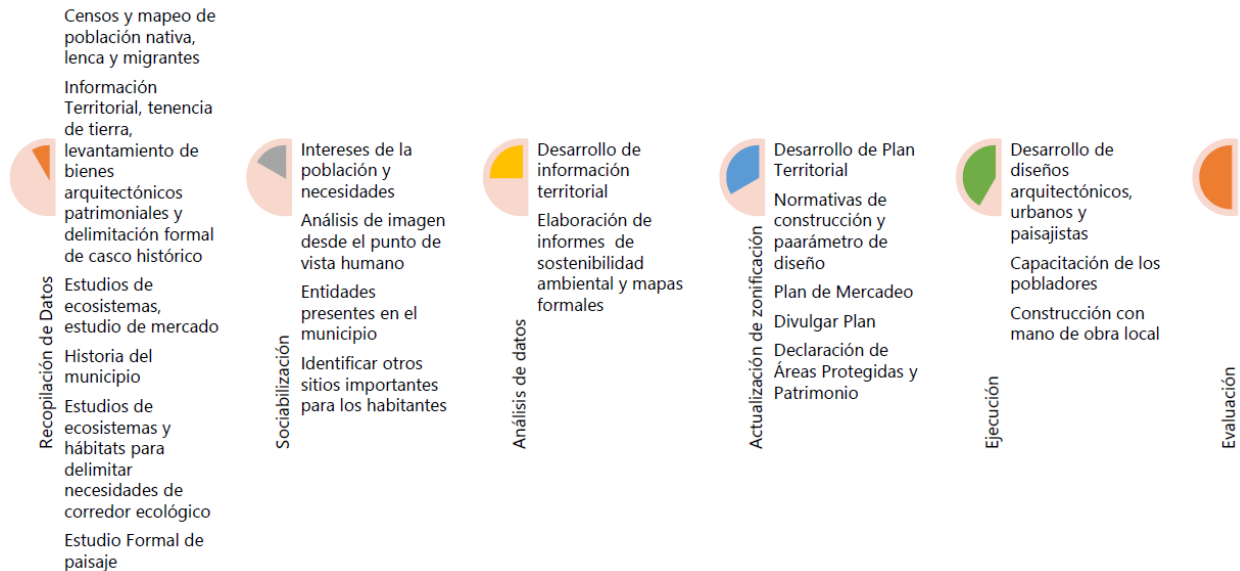 Censos y mapeo de
población nativa,
lenca y migrantes
Información
Territorial, tenencia
de tierra,
levantamiento de
bienes
arquitectónicos
patrimoniales y
delimitación formal
de casco histórico
Estudios de
ecosistemas,
estudio de mercado
Historia del
municipio
Estudios de
ecosistemas y
hábitats para
delimitar
necesidades de
corredor ecológico
Estudio Formal de
paisaje
Recopilación de Datos
Intereses de la
población y
necesidades
Análisis de imagen
desde el punto de
vista humano
Entidades
presentes en el
municipio
Identificar otros
sitios importantes
para los habitantes
Sociabilización
Desarrollo de
información
territorial
Elaboración de
informes de
sostenibilidad
ambiental y mapas
formales
Análisis de datos
Desarrollo de Plan
Territorial
Normativas de
construcción y
paarámetro de
diseño
Plan de Mercadeo
Divulgar Plan
Declaración de
Áreas Protegidas y
Patrimonio
Actualización de zonificación
Desarrollo de
diseños
arquitectónicos,
urbanos y
paisajistas
Capacitación de los
pobladores
Construcción con
mano de obra local
Ejecución
Evaluación